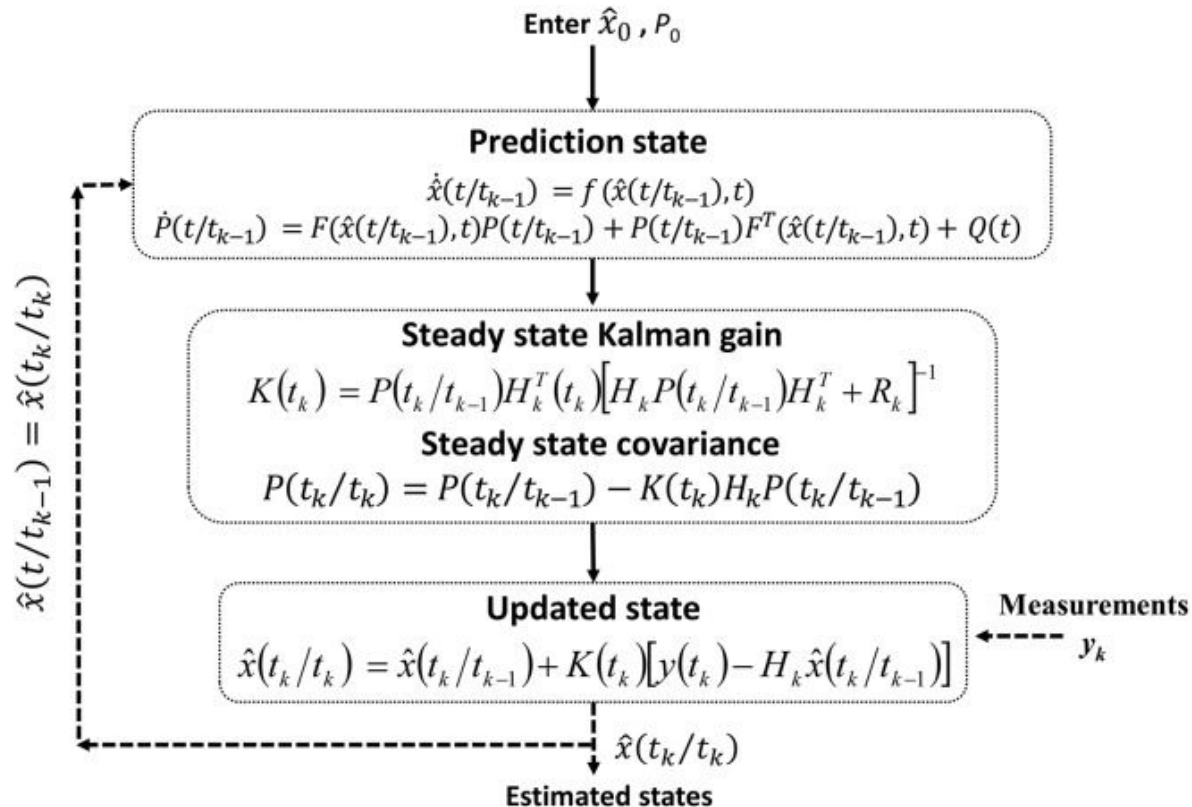 Enter x̂₀ , P₀
Prediction state
ẋ̂(t/tₖ₋₁) = f(x̂(t/tₖ₋₁), t)
Ṗ(t/tₖ₋₁) = F(x̂(t/tₖ₋₁), t)P(t/tₖ₋₁) + P(t/tₖ₋₁)Fᵀ(x̂(t/tₖ₋₁), t) + Q(t)
Steady state Kalman gain
K(tₖ) = P(tₖ/tₖ₋₁)Hₖᵀ(tₖ)[HₖP(tₖ/tₖ₋₁)Hₖᵀ + Rₖ]⁻¹
Steady state covariance
P(tₖ/tₖ) = P(tₖ/tₖ₋₁) − K(tₖ)HₖP(tₖ/tₖ₋₁)
x̂(t/tₖ₋₁) = x̂(tₖ/tₖ)
Updated state
x̂(tₖ/tₖ) = x̂(tₖ/tₖ₋₁) + K(tₖ)[y(tₖ) − Hₖx̂(tₖ/tₖ₋₁)]
Measurements
yₖ
x̂(tₖ/tₖ)
Estimated states